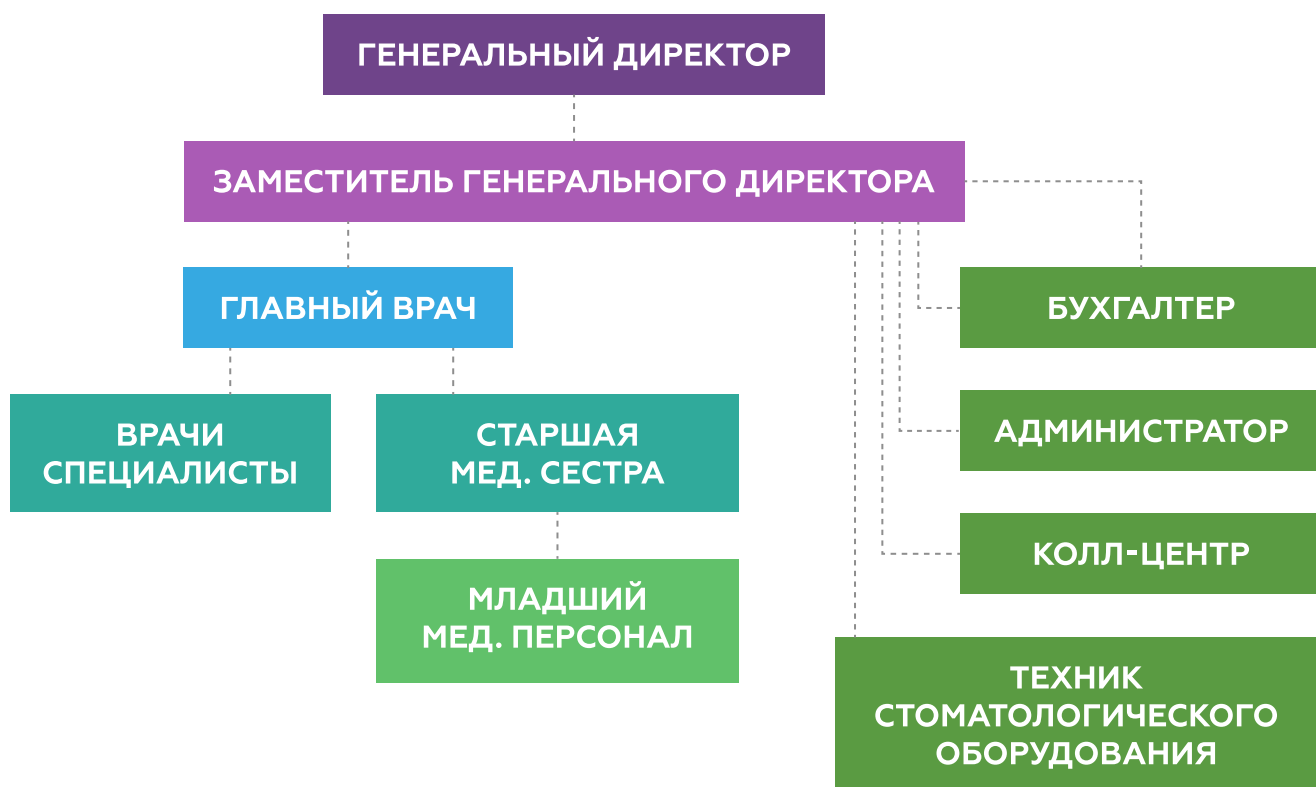 ГЕНЕРАЛЬНЫЙ ДИРЕКТОР
ЗАМЕСТИТЕЛЬ ГЕНЕРАЛЬНОГО ДИРЕКТОРА
ГЛАВНЫЙ ВРАЧ
ВРАЧИ
СПЕЦИАЛИСТЫ
СТАРШАЯ
МЕД. СЕСТРА
МЛАДШИЙ
МЕД. ПЕРСОНАЛ
БУХГАЛТЕР
АДМИНИСТРАТОР
КОЛЛ-ЦЕНТР
ТЕХНИК
СТОМАТОЛОГИЧЕСКОГО
ОБОРУДОВАНИЯ